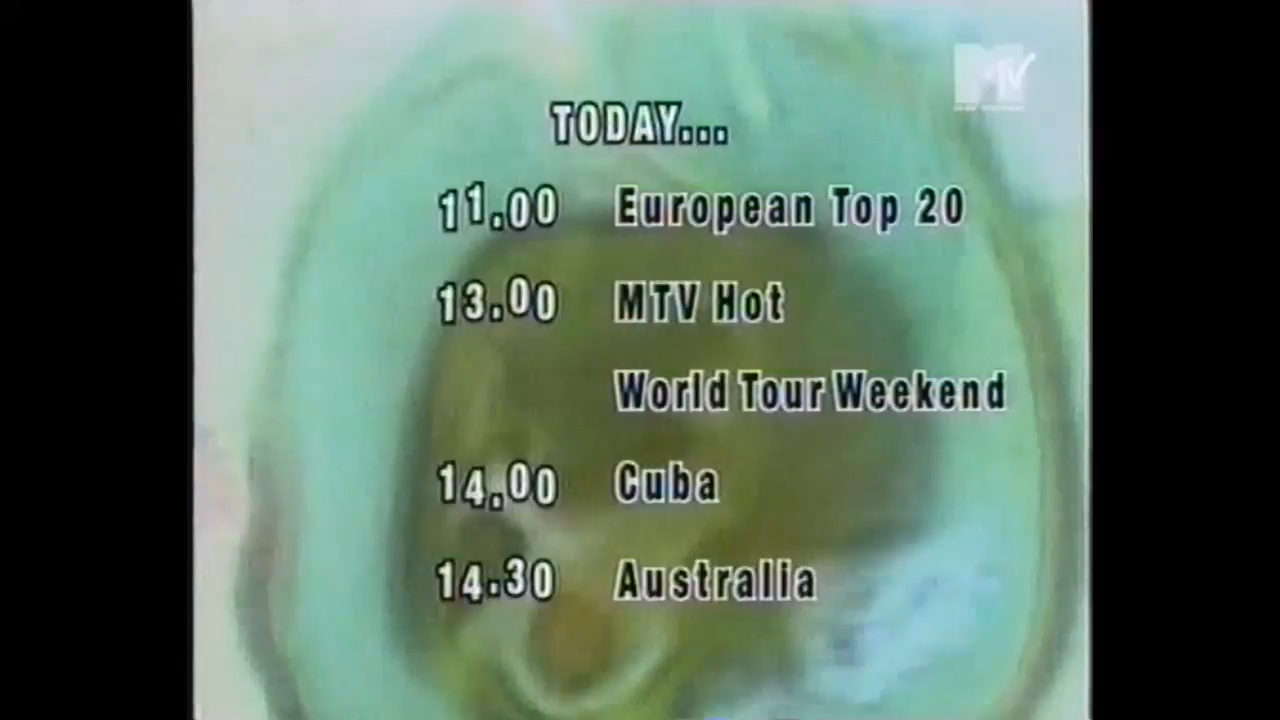 MTV
TODAY...
11.00 European Top 20
13.00 MTV Hot
World Tour Weekend
14.00 Cuba
14.30 Australia